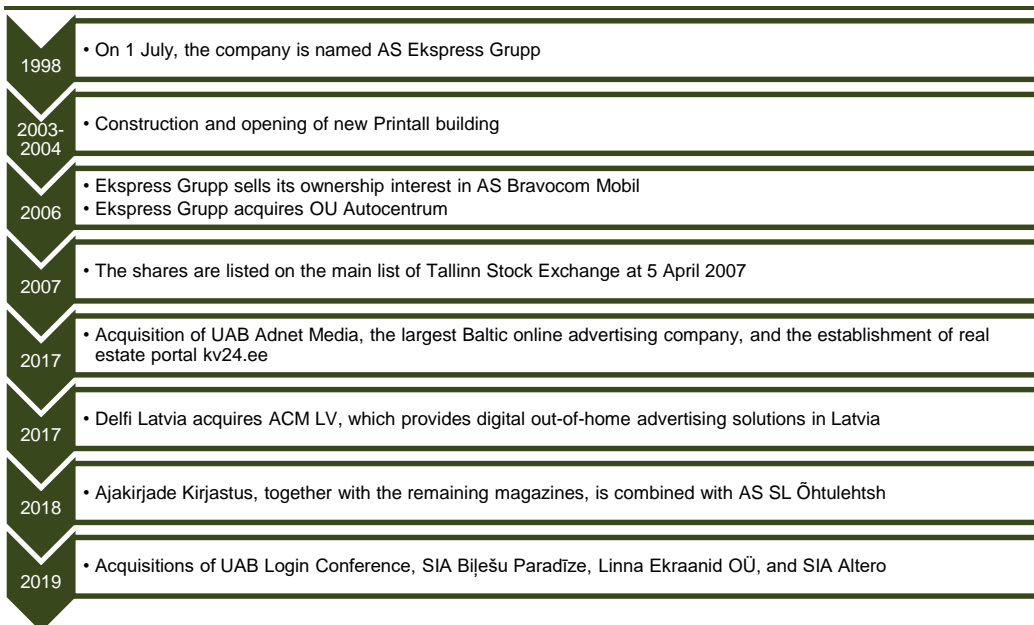 1998
• On 1 July, the company is named AS Ekspress Grupp
2003-
2004
• Construction and opening of new Printall building
2006
• Ekspress Grupp sells its ownership interest in AS Bravocom Mobil
• Ekspress Grupp acquires OU Autocentrum
2007
• The shares are listed on the main list of Tallinn Stock Exchange at 5 April 2007
2017
• Acquisition of UAB Adnet Media, the largest Baltic online advertising company, and the establishment of real
estate portal kv24.ee
2017
• Delfi Latvia acquires ACM LV, which provides digital out-of-home advertising solutions in Latvia
2018
• Ajakirjade Kirjastus, together with the remaining magazines, is combined with AS SL Õhtulehtsh
2019
• Acquisitions of UAB Login Conference, SIA Biļešu Paradīze, Linna Ekraanid OÜ, and SIA Altero